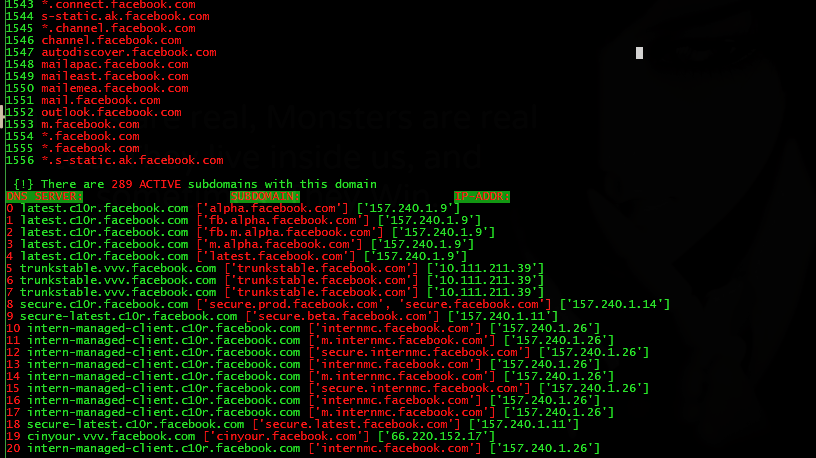 1543 *.connect.facebook.com
1544 s-static.ak.facebook.com
1545 *.channel.facebook.com
1546 channel.facebook.com
1547 autodiscover.facebook.com
1548 mailapac.facebook.com
1549 maileast.facebook.com
1550 mailemea.facebook.com
1551 mail.facebook.com
1552 outlook.facebook.com
1553 m.facebook.com
1554 *.facebook.com
1555 *.facebook.com
1556 *.s-static.ak.facebook.com
real, Monsters are real
inside us, and
{!} There are 289 ACTIVE subdomains with this domain
DNS SERVER: SUBDOMAIN: IP-ADDR:
0 latest.c10r.facebook.com ['alpha.facebook.com'] ['157.240.1.9']
1 latest.c10r.facebook.com ['fb.alpha.facebook.com'] ['157.240.1.9']
2 latest.c10r.facebook.com ['fb.m.alpha.facebook.com'] ['157.240.1.9']
3 latest.c10r.facebook.com ['m.alpha.facebook.com'] ['157.240.1.9']
4 latest.c10r.facebook.com ['latest.facebook.com'] ['157.240.1.9']
5 trunkstable.vvv.facebook.com ['trunkstable.facebook.com'] ['10.111.211.39']
6 trunkstable.vvv.facebook.com ['trunkstable.facebook.com'] ['10.111.211.39']
7 trunkstable.vvv.facebook.com ['trunkstable.facebook.com'] ['10.111.211.39']
8 secure.c10r.facebook.com ['secure.prod.facebook.com', 'secure.facebook.com'] ['157.240.1.14']
9 secure-latest.c10r.facebook.com ['secure.beta.facebook.com'] ['157.240.1.11']
10 intern-managed-client.c10r.facebook.com ['internmc.facebook.com'] ['157.240.1.26']
11 intern-managed-client.c10r.facebook.com ['m.internmc.facebook.com'] ['157.240.1.26']
12 intern-managed-client.c10r.facebook.com ['secure.internmc.facebook.com'] ['157.240.1.26']
13 intern-managed-client.c10r.facebook.com ['internmc.facebook.com'] ['157.240.1.26']
14 intern-managed-client.c10r.facebook.com ['m.internmc.facebook.com'] ['157.240.1.26']
15 intern-managed-client.c10r.facebook.com ['secure.internmc.facebook.com'] ['157.240.1.26']
16 intern-managed-client.c10r.facebook.com ['internmc.facebook.com'] ['157.240.1.26']
17 intern-managed-client.c10r.facebook.com ['m.internmc.facebook.com'] ['157.240.1.26']
18 secure-latest.c10r.facebook.com ['secure.latest.facebook.com'] ['157.240.1.11']
19 cinyour.vvv.facebook.com ['cinyour.facebook.com'] ['66.220.152.17']
20 intern-managed-client.c10r.facebook.com ['internmc.facebook.com'] ['157.240.1.26']